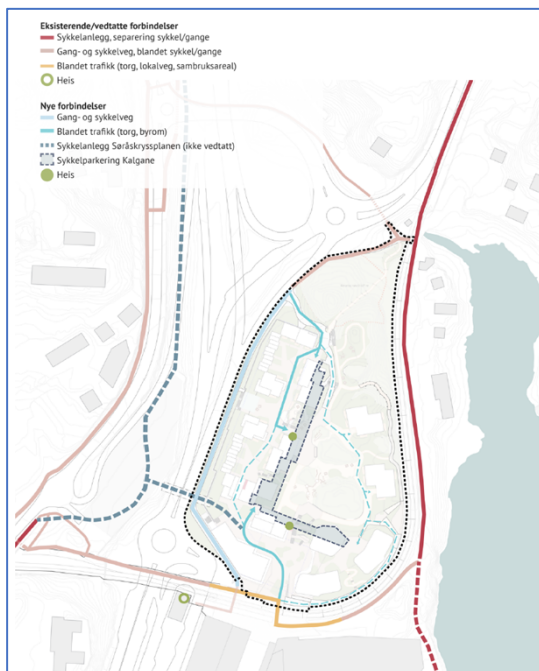 Eksisterende/vedtatte forbindelser
Sykkelanlegg, separering sykkel/gange
Gang- og sykkelveg, blandet sykkel/gange
Blandet trafikk (torg, lokalveg, sambruksareal)
Heis
Nye forbindelser
Gang- og sykkelveg
Blandet trafikk (torg, byrom)
Sykkelanlegg Søråskryssplanen (ikke vedtatt)
Sykkelparkering Kalgane
Heis